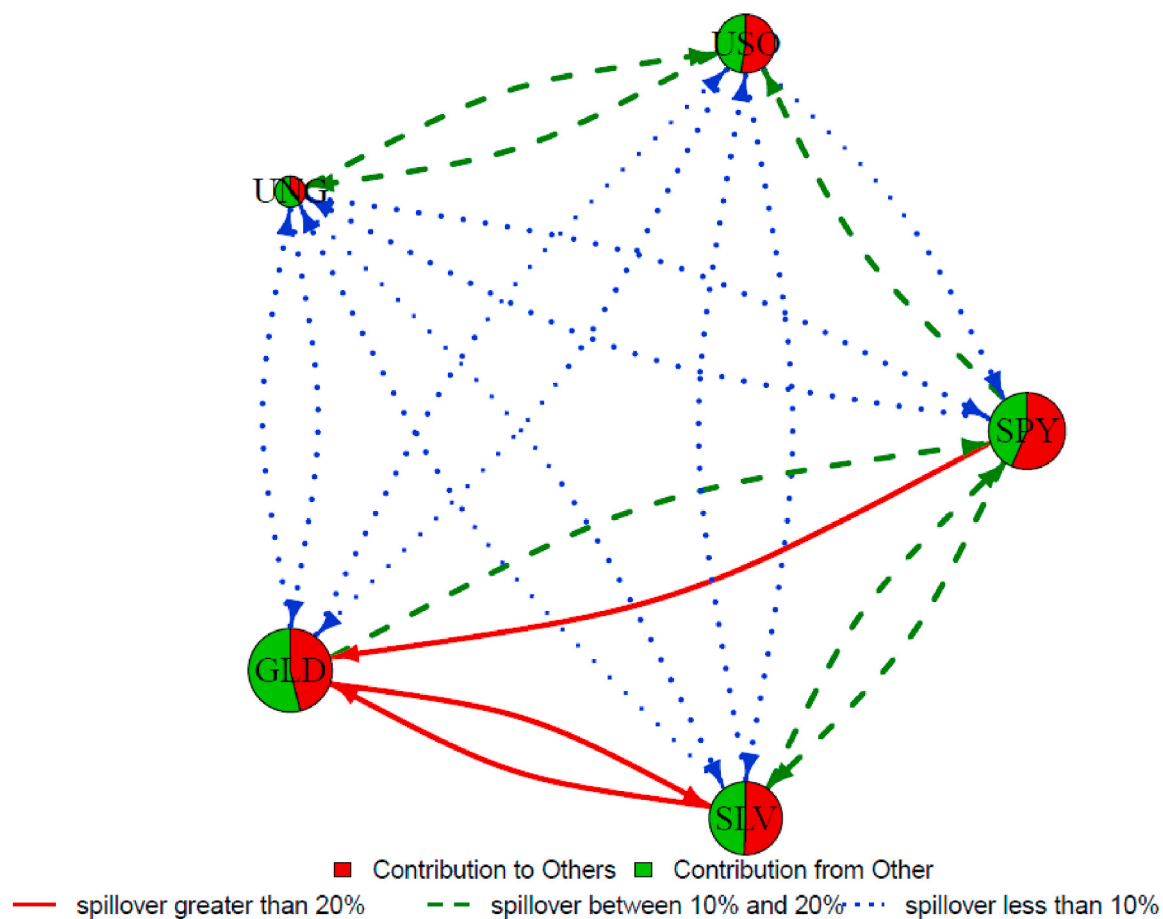 USO
UNG
SPY
GLD
SLV
Contribution to Others Contribution from Other
spillover greater than 20% spillover between 10% and 20% spillover less than 10%